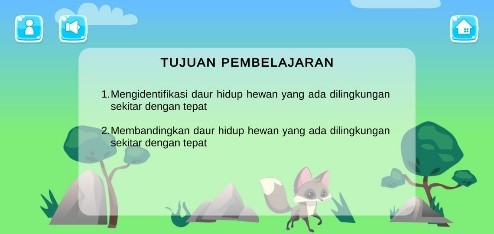 TUJUAN PEMBELAJARAN
1.Mengidentifikasi daur hidup hewan yang ada dilingkungan
sekitar dengan tepat
2.Membandingkan daur hidup hewan yang ada dilingkungan
sekitar dengan tepat